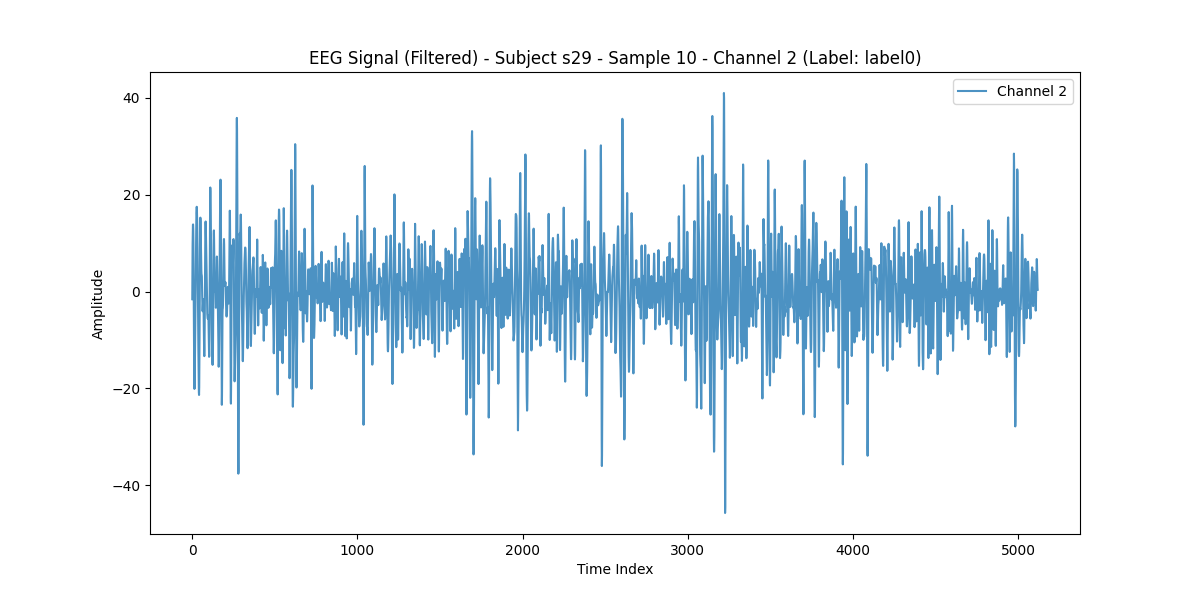 EEG Signal (Filtered) - Subject s29 - Sample 10 - Channel 2 (Label: label0)
Channel 2
40
20
0
−20
−40
Amplitude
0 1000 2000 3000 4000 5000
Time Index